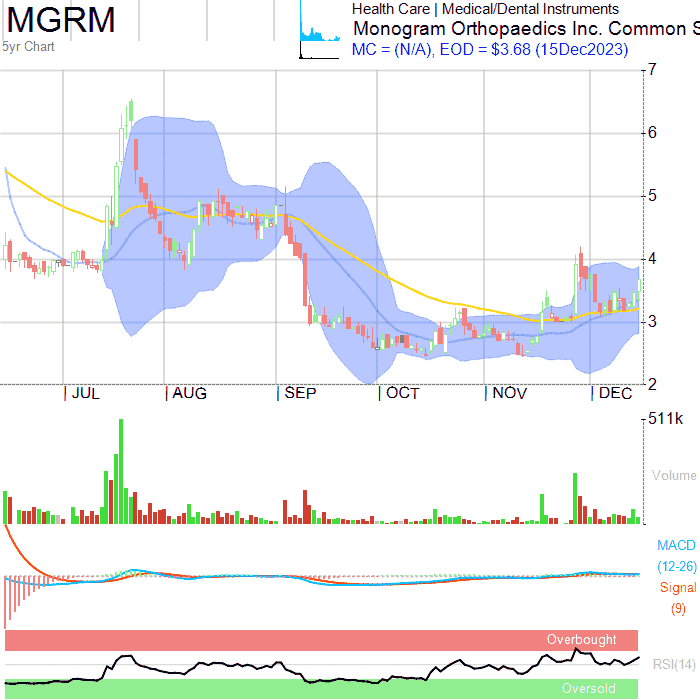 MGRM
5yr Chart
Health Care | Medical/Dental Instruments
Monogram Orthopaedics Inc. Common S
MC = (N/A), EOD = $3.68 (15Dec2023)
7
6
5
4
3
2
JUL AUG SEP OCT NOV DEC
511k
Volume
MACD
(12-26)
Signal
(9)
Overbought
RSI(14)
Oversold